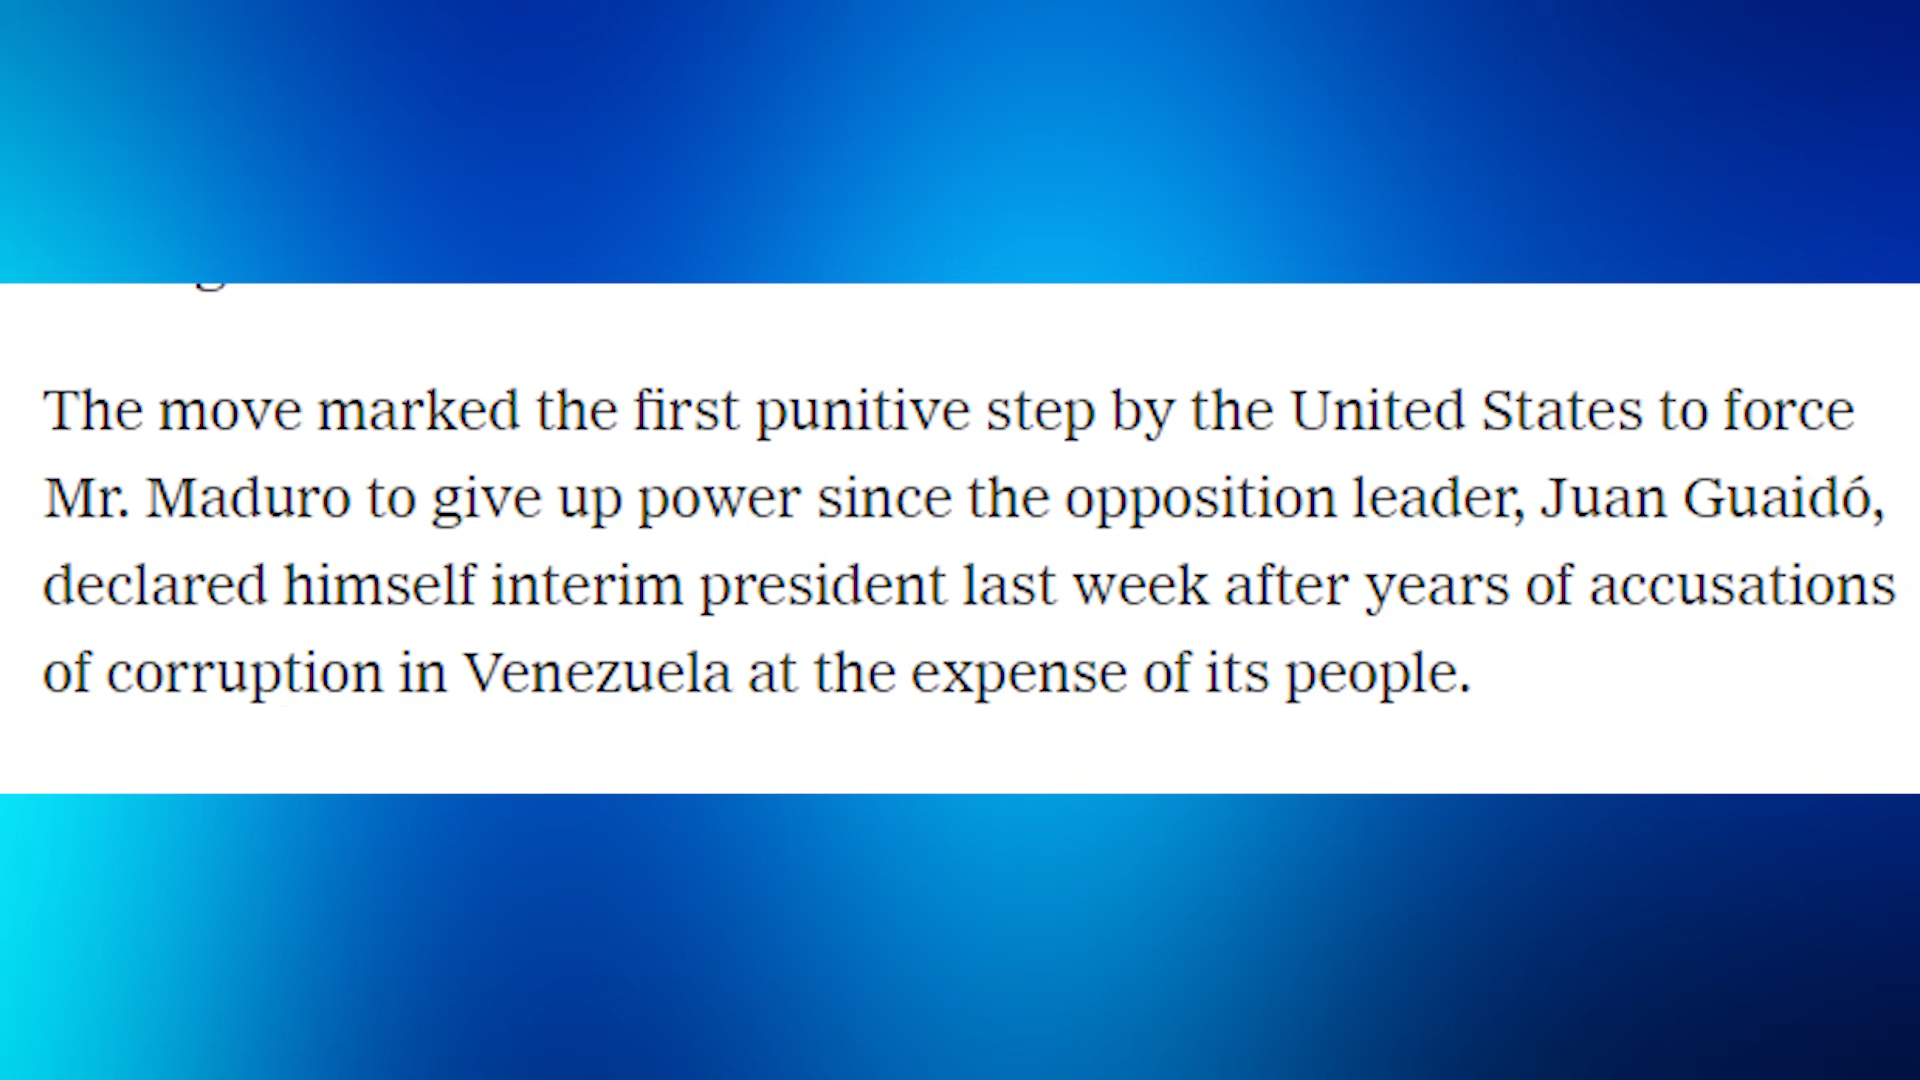 The move marked the first punitive step by the United States to force
Mr. Maduro to give up power since the opposition leader, Juan Guaidó,
declared himself interim president last week after years of accusations
of corruption in Venezuela at the expense of its people.